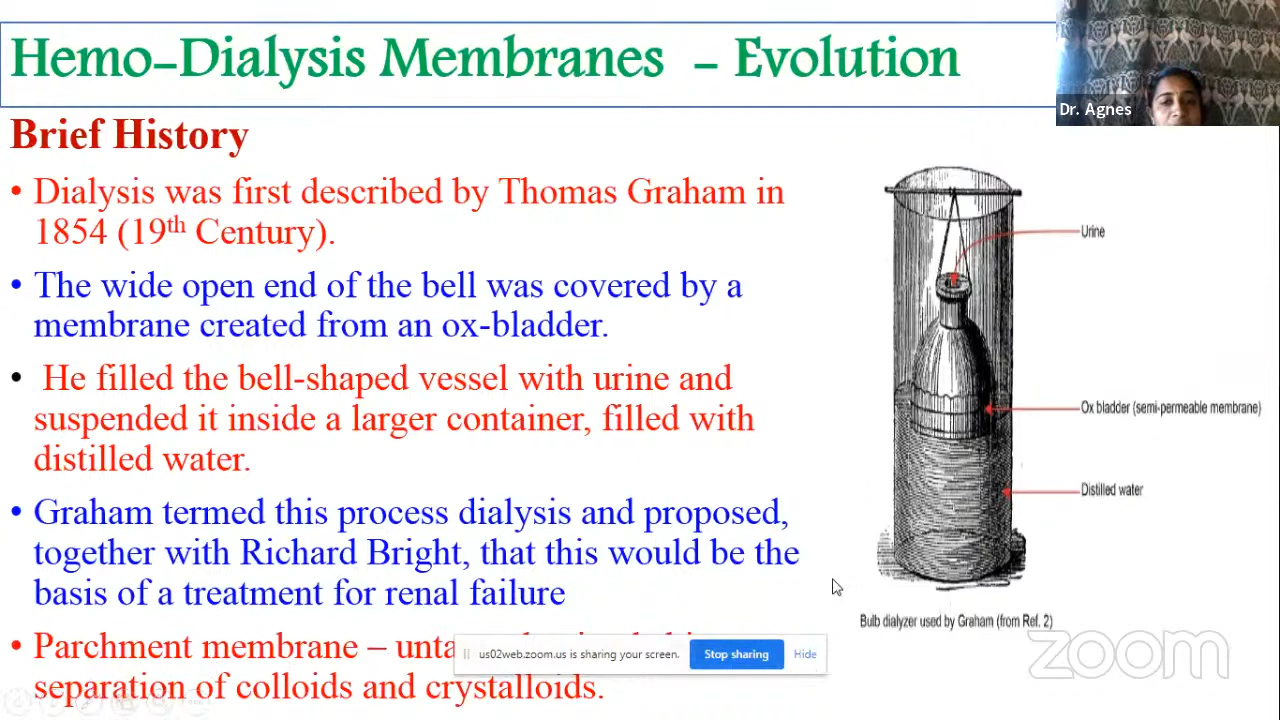 Hemo-Dialysis Membranes - Evolution
Dr. Agnes
Brief History
• Dialysis was first described by Thomas Graham in
1854 (19th Century).
• The wide open end of the bell was covered by a
membrane created from an ox-bladder.
• He filled the bell-shaped vessel with urine and
suspended it inside a larger container, filled with
distilled water.
• Graham termed this process dialysis and proposed,
together with Richard Bright, that this would be the
basis of a treatment for renal failure
• Parchment membrane –
separation of colloids and crystalloids.
Urine
Ox bladder (semi-permeable membrane)
Distilled water
Bulb dialyzer used by Graham (from Ref. 2)
us02web.zoom.us is sharing your screen.
Stop sharing
Hide
zoom